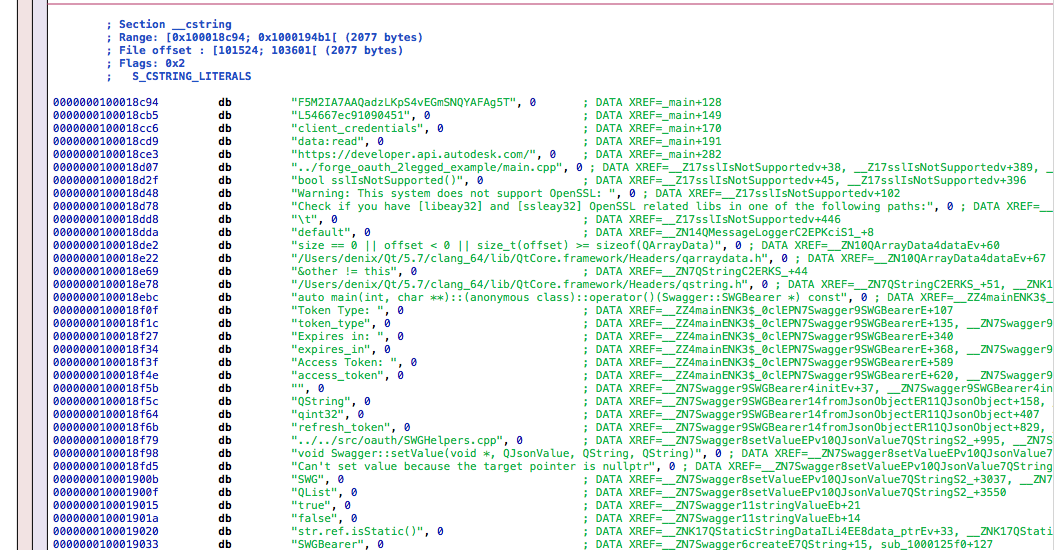 ; Section __cstring
; Range: [0x100018c94; 0x1000194b1[ (2077 bytes)
; File offset : [101524; 103601[ (2077 bytes)
; Flags: 0x2
;   S_CSTRING_LITERALS
0000000100018c94 db "F5M2IA7AAQadzLKpS4vEGmSNQYAFAg5T", 0 ; DATA XREF=_main+128
0000000100018cb5 db "L54667ec91090451", 0 ; DATA XREF=_main+149
0000000100018cc6 db "client_credentials", 0 ; DATA XREF=_main+170
0000000100018cd9 db "data:read", 0 ; DATA XREF=_main+191
0000000100018ce3 db "https://developer.api.autodesk.com/", 0 ; DATA XREF=_main+282
0000000100018d07 db "../forge_oauth_2legged_example/main.cpp", 0 ; DATA XREF=__Z17sslIsNotSupportedv+38, __Z17sslIsNotSupportedv+389, _
0000000100018d2f db "bool sslIsNotSupported()", 0 ; DATA XREF=__Z17sslIsNotSupportedv+45, __Z17sslIsNotSupportedv+396
0000000100018d48 db "Warning: This system does not support OpenSSL: ", 0 ; DATA XREF=__Z17sslIsNotSupportedv+102
0000000100018d78 db "Check if you have [libeay32] and [ssleay32] OpenSSL related libs in one of the following paths:", 0 ; DATA XREF=_
0000000100018dd8 db "\t", 0 ; DATA XREF=__Z17sslIsNotSupportedv+446
0000000100018dda db "default", 0 ; DATA XREF=__ZN14QMessageLoggerC2EPKciS1_+8
0000000100018de2 db "size == 0 || offset < 0 || size_t(offset) >= sizeof(QArrayData)", 0 ; DATA XREF=__ZN10QArrayData4dataEv+60
0000000100018e22 db "/Users/denix/Qt/5.7/clang_64/lib/QtCore.framework/Headers/qarraydata.h", 0 ; DATA XREF=__ZN10QArrayData4dataEv+67
0000000100018e69 db "&other != this", 0 ; DATA XREF=__ZN7QStringC2ERKS_+44
0000000100018e78 db "/Users/denix/Qt/5.7/clang_64/lib/QtCore.framework/Headers/qstring.h", 0 ; DATA XREF=__ZN7QStringC2ERKS_+51, __ZNK1
0000000100018ebc db "auto main(int, char **)::(anonymous class)::operator()(Swagger::SWGBearer *) const", 0 ; DATA XREF=__ZZ4mainENK3$_
0000000100018f0f db "Token Type: ", 0 ; DATA XREF=__ZZ4mainENK3$_0clEPN7Swagger9SWGBearerE+107
0000000100018f1c db "token_type", 0 ; DATA XREF=__ZZ4mainENK3$_0clEPN7Swagger9SWGBearerE+135, __ZN7Swagger9
0000000100018f27 db "Expires in: ", 0 ; DATA XREF=__ZZ4mainENK3$_0clEPN7Swagger9SWGBearerE+340
0000000100018f34 db "expires_in", 0 ; DATA XREF=__ZZ4mainENK3$_0clEPN7Swagger9SWGBearerE+368, __ZN7Swagger9
0000000100018f3f db "Access Token: ", 0 ; DATA XREF=__ZZ4mainENK3$_0clEPN7Swagger9SWGBearerE+589
0000000100018f4e db "access_token", 0 ; DATA XREF=__ZZ4mainENK3$_0clEPN7Swagger9SWGBearerE+620, __ZN7Swagger9
0000000100018f5b db "", 0 ; DATA XREF=__ZN7Swagger9SWGBearer4initEv+37, __ZN7Swagger9SWGBearer4in
0000000100018f5c db "QString", 0 ; DATA XREF=__ZN7Swagger9SWGBearer14fromJsonObjectER11QJsonObject+158,
0000000100018f64 db "qint32", 0 ; DATA XREF=__ZN7Swagger9SWGBearer14fromJsonObjectER11QJsonObject+407
0000000100018f6b db "refresh_token", 0 ; DATA XREF=__ZN7Swagger9SWGBearer14fromJsonObjectER11QJsonObject+829,
0000000100018f79 db "../../src/oauth/SWGHelpers.cpp", 0 ; DATA XREF=__ZN7Swagger8setValueEPv10QJsonValue7QStringS2_+995, __ZN7S
0000000100018f98 db "void Swagger::setValue(void *, QJsonValue, QString, QString)", 0 ; DATA XREF=__ZN7Swagger8setValueEPv10QJsonValue7
0000000100018fd5 db "Can't set value because the target pointer is nullptr", 0 ; DATA XREF=__ZN7Swagger8setValueEPv10QJsonValue7QString
000000010001900b db "SWG", 0 ; DATA XREF=__ZN7Swagger8setValueEPv10QJsonValue7QStringS2_+3037, __ZN7
000000010001900f db "QList", 0 ; DATA XREF=__ZN7Swagger8setValueEPv10QJsonValue7QStringS2_+3550
0000000100019015 db "true", 0 ; DATA XREF=__ZN7Swagger11stringValueEb+21
000000010001901a db "false", 0 ; DATA XREF=__ZN7Swagger11stringValueEb+14
0000000100019020 db "str.ref.isStatic()", 0 ; DATA XREF=__ZNK17QStaticStringDataILi4EE8data_ptrEv+33, __ZNK17QStati
0000000100019033 db "SWGBearer", 0 ; DATA XREF=__ZN7Swagger6createE7QString+15, sub_1000125f0+127